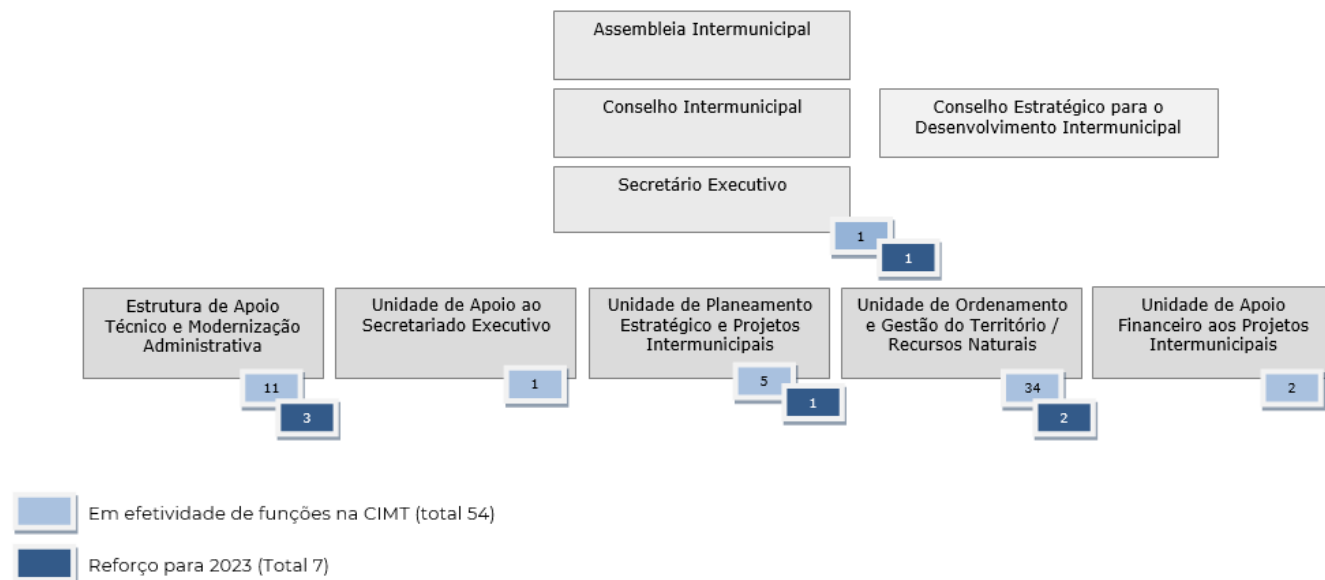 Assembleia Intermunicipal
Conselho Intermunicipal
Conselho Estratégico para o
Desenvolvimento Intermunicipal
Secretário Executivo
1
1
Estrutura de Apoio
Técnico e Modernização
Administrativa
11
3
Unidade de Apoio ao
Secretariado Executivo
1
Unidade de Planeamento
Estratégico e Projetos
Intermunicipais
5
1
Unidade de Ordenamento
e Gestão do Território /
Recursos Naturais
34
2
Unidade de Apoio
Financeiro aos Projetos
Intermunicipais
2
Em efetividade de funções na CIMT (total 54)
Reforço para 2023 (Total 7)